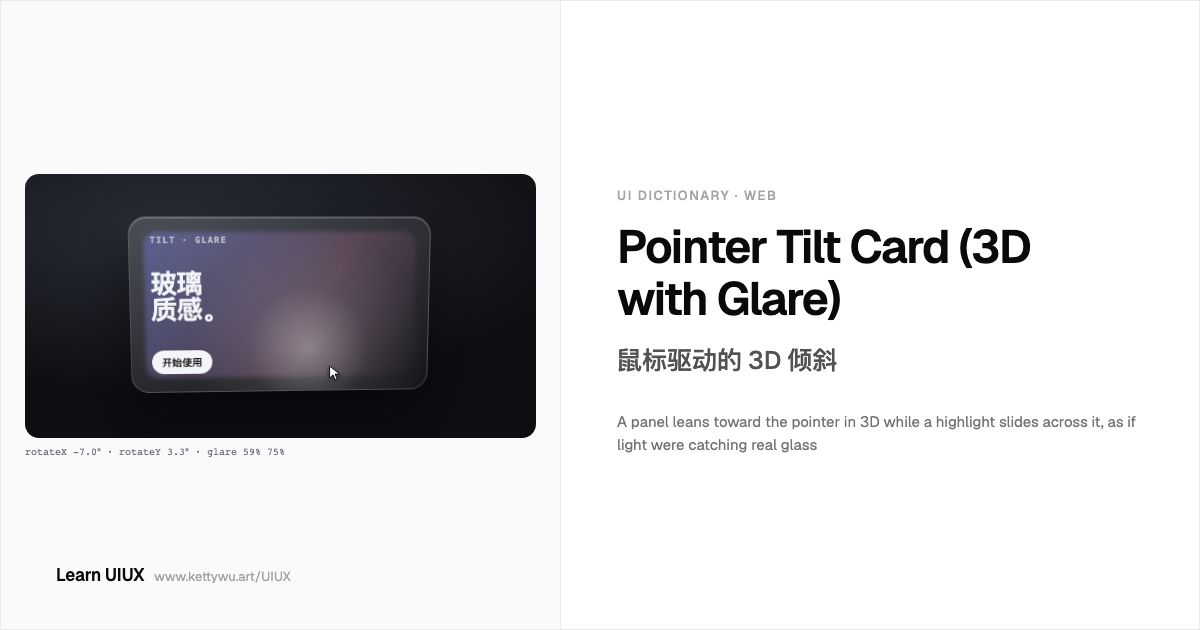 TILT · GLARE
玻璃
质感。
开始使用
rotateX -7.0° · rotateY 3.3° · glare 59% 75%
Learn UIUX www.kettywu.art/UIUX
UI DICTIONARY · WEB
Pointer Tilt Card (3D
with Glare)
鼠标驱动的 3D 倾斜
A panel leans toward the pointer in 3D while a highlight slides across it, as if
light were catching real glass